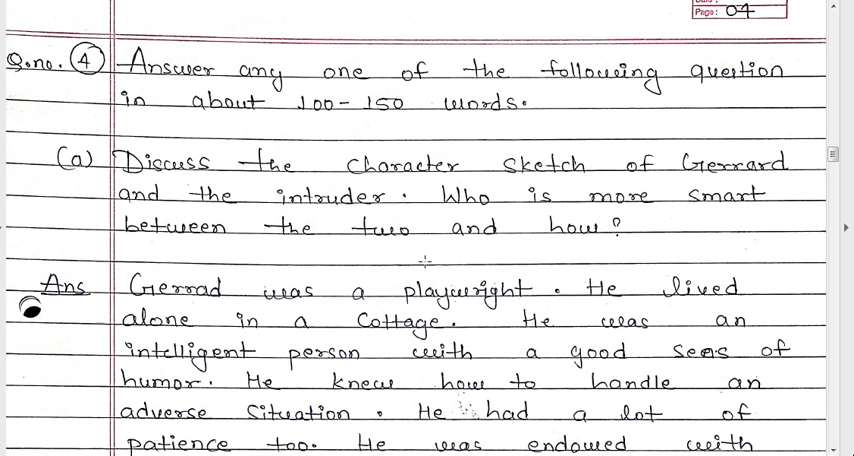 Page: 04
Q.no. 4 Answer any one of the following question
in about 100-150 words.
(a) Discuss the character sketch of Gerrard
and the intruder. Who is more smart
between the two and how?
Ans Gerrad was a playwright. He lived
alone in a cottage. He was an
intelligent person with a good sens of
humor. He knew how to handle an
adverse situation. He had a lot of
patience too. He was endowed with